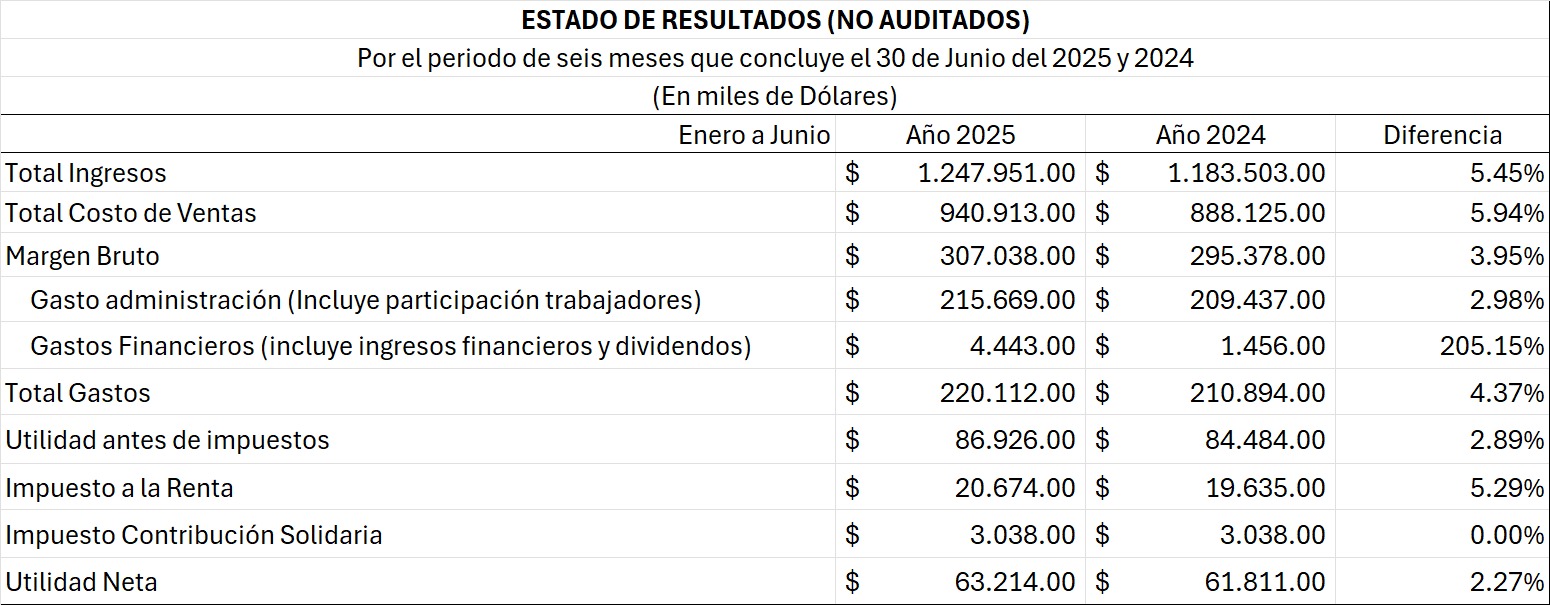 ESTADO DE RESULTADOS (NO AUDITADOS)
Por el periodo de seis meses que concluye el 30 de Junio del 2025 y 2024
(En miles de Dólares)
Enero a Junio Año 2025 Año 2024 Diferencia
Total Ingresos $ 1.247.951.00 $ 1.183.503.00 5.45%
Total Costo de Ventas $ 940.913.00 $ 888.125.00 5.94%
Margen Bruto $ 307.038.00 $ 295.378.00 3.95%
Gasto administración (Incluye participación trabajadores) $ 215.669.00 $ 209.437.00 2.98%
Gastos Financieros (incluye ingresos financieros y dividendos) $ 4.443.00 $ 1.456.00 205.15%
Total Gastos $ 220.112.00 $ 210.894.00 4.37%
Utilidad antes de impuestos $ 86.926.00 $ 84.484.00 2.89%
Impuesto a la Renta $ 20.674.00 $ 19.635.00 5.29%
Impuesto Contribución Solidaria $ 3.038.00 $ 3.038.00 0.00%
Utilidad Neta $ 63.214.00 $ 61.811.00 2.27%